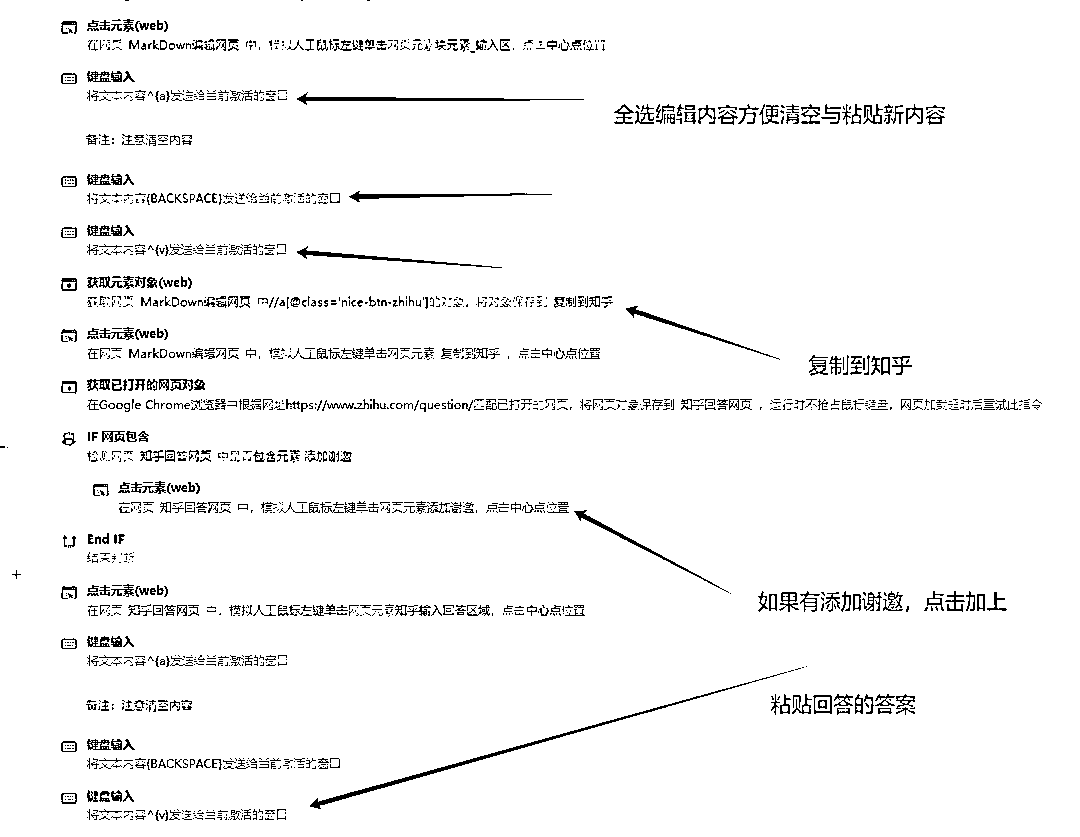 点击元素(web)
在网页 MarkDown编辑网页 中，模拟人工鼠标左键单击网页元素块元素_输入区，点击中心点位置
键盘输入
将文本内容^{a}发送给当前激活的窗口
全选编辑内容方便清空与粘贴新内容
备注：注意清空内容
键盘输入
将文本内容{BACKSPACE}发送给当前激活的窗口
键盘输入
将文本内容^{v}发送给当前激活的窗口
获取元素对象(web)
获取网页 MarkDown编辑网页 中//a[@class='nice-btn-zhihu']的对象，将对象保存到 复制到知乎
点击元素(web)
在网页 MarkDown编辑网页 中，模拟人工鼠标左键单击网页元素 复制到知乎 ，点击中心点位置
复制到知乎
获取已打开的网页对象
在Google Chrome浏览器中根据网址https://www.zhihu.com/question/匹配已打开的网页，将网页对象保存到 知乎回答网页 ，运行时不抢占鼠标键盘，网页加载超时后重试此指令
IF 网页包含
检测网页 知乎回答网页 中是否包含元素 添加谢邀
点击元素(web)
在网页 知乎回答网页 中，模拟人工鼠标左键单击网页元素添加谢邀，点击中心点位置
End IF
结束判断
点击元素(web)
在网页 知乎回答网页 中，模拟人工鼠标左键单击网页元素知乎输入回答区域，点击中心点位置
如果有添加谢邀，点击加上
键盘输入
将文本内容^{a}发送给当前激活的窗口
备注：注意清空内容
粘贴回答的答案
键盘输入
将文本内容{BACKSPACE}发送给当前激活的窗口
键盘输入
将文本内容^{v}发送给当前激活的窗口